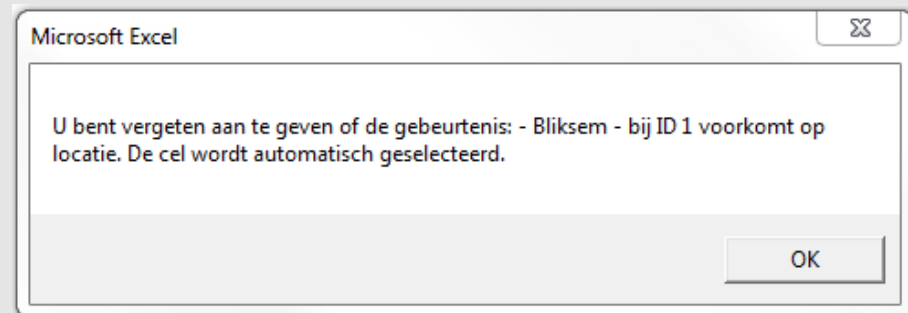 Microsoft Excel
U bent vergeten aan te geven of de gebeurtenis: - Bliksem - bij ID 1 voorkomt op
locatie. De cel wordt automatisch geselecteerd.
OK